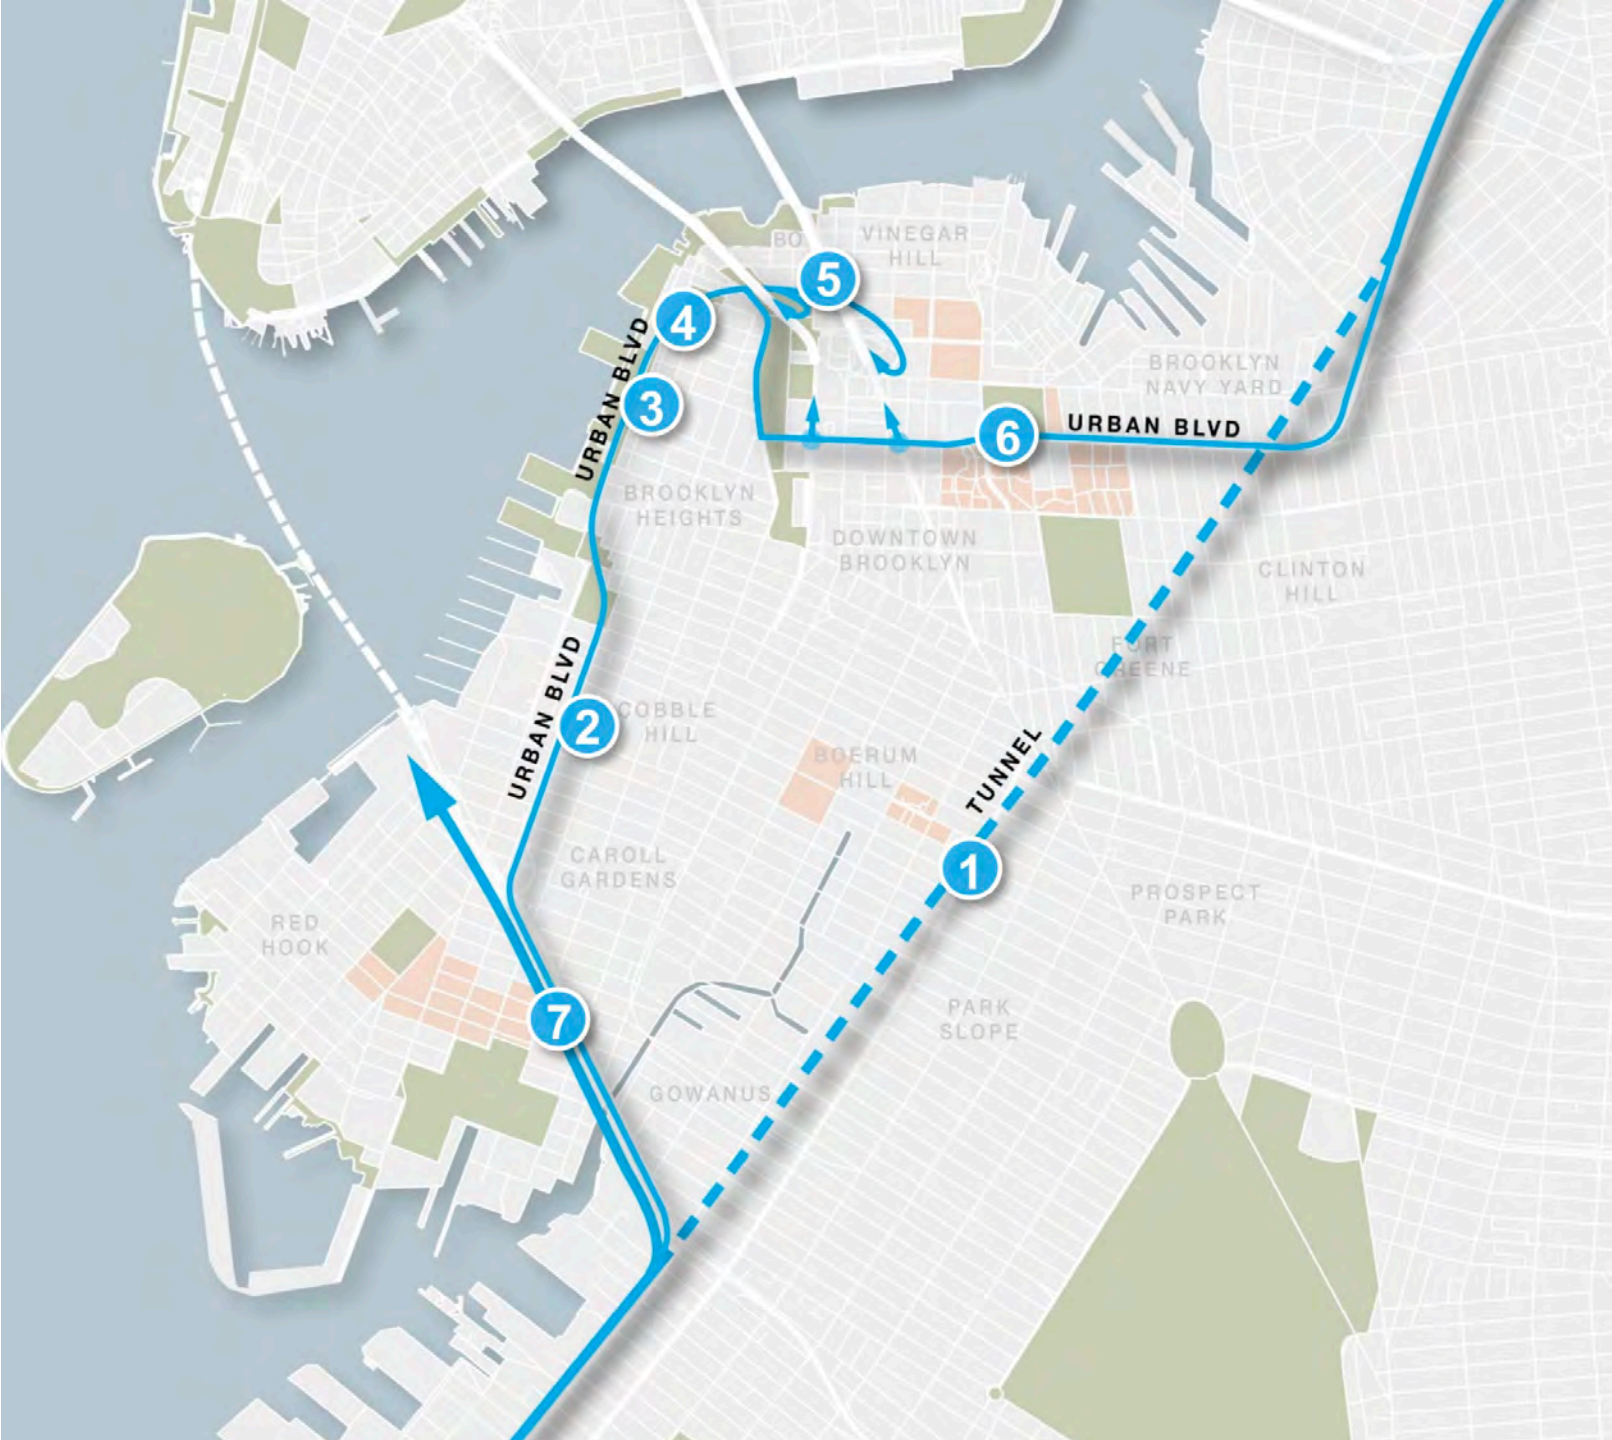 BO
VINEGAR
HILL
5
4
URBAN BLVD
3
BROOKLYN
NAVY YARD
6
URBAN BLVD
BROOKLYN
HEIGHTS
DOWNTOWN
BROOKLYN
CLINTON
HILL
FORT
GREENE
URBAN BLVD
2
COBBLE
HILL
BOERUM
HILL
TUNNEL
1
CAROLL
GARDENS
PROSPECT
PARK
RED
HOOK
7
PARK
SLOPE
GOWANUS